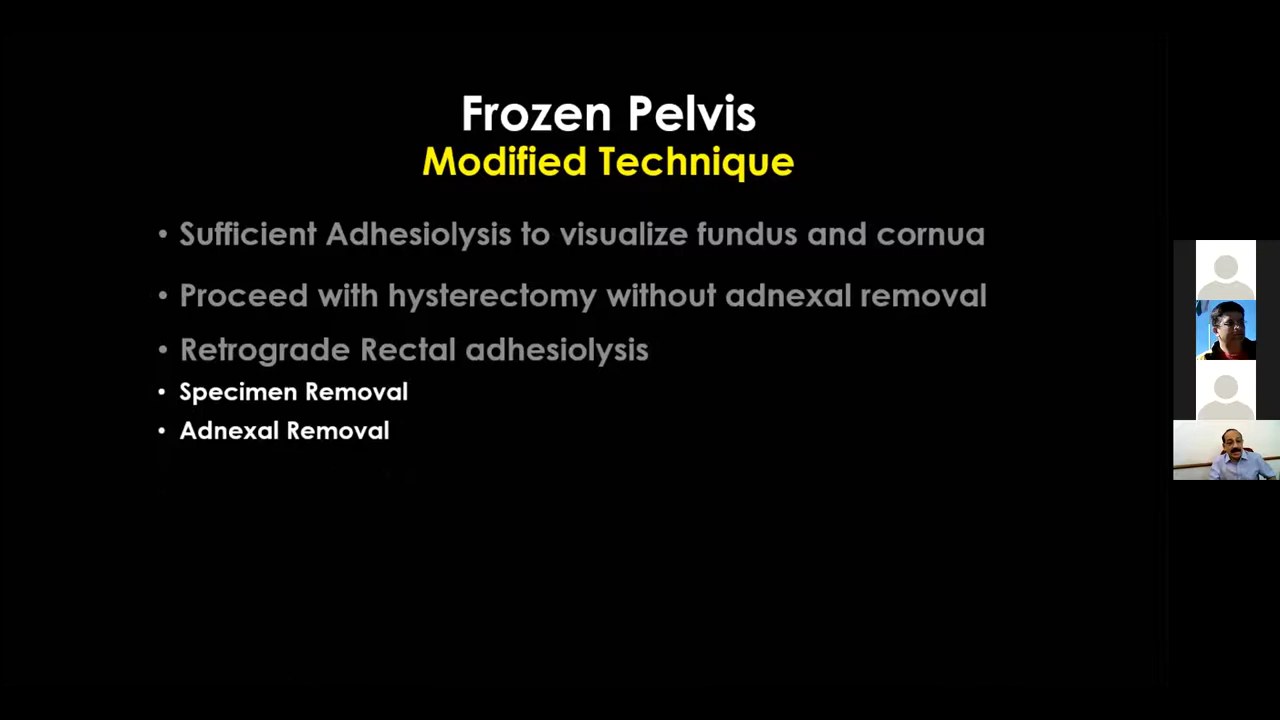 Frozen Pelvis
Modified Technique
• Sufficient Adhesiolysis to visualize fundus and cornua
• Proceed with hysterectomy without adnexal removal
• Retrograde Rectal adhesiolysis
• Specimen Removal
• Adnexal Removal